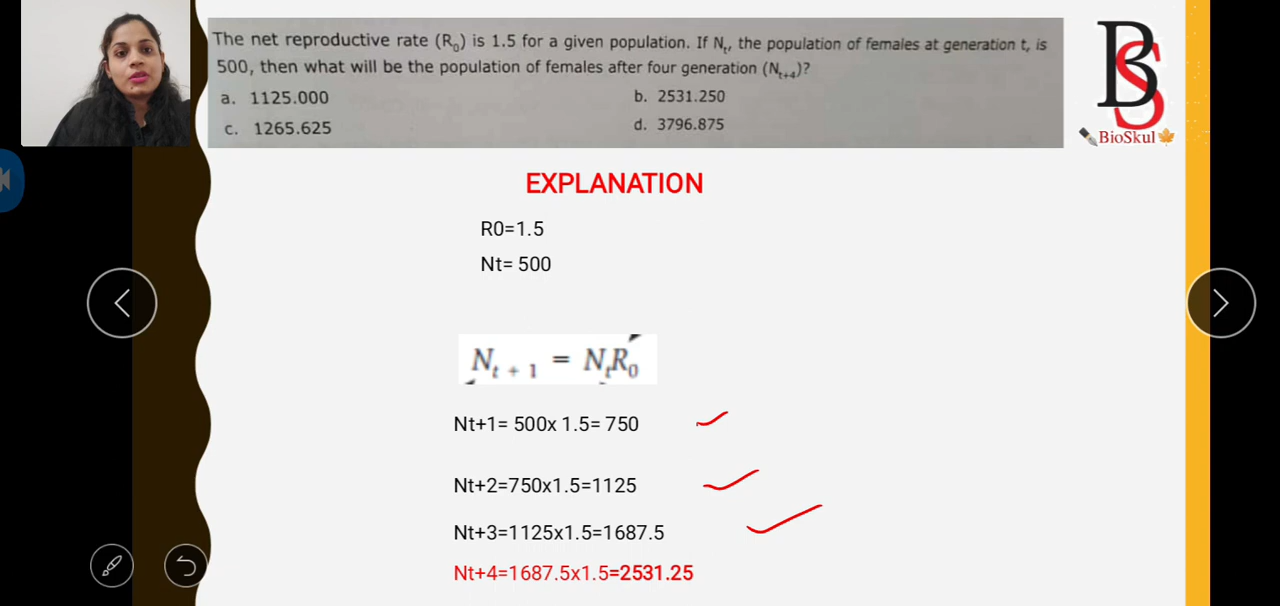 The net reproductive rate (R₀) is 1.5 for a given population. If Nₜ, the population of females at generation t, is
500, then what will be the population of females after four generation (Nₜ₊₄)?
a. 1125.000
b. 2531.250
c. 1265.625
d. 3796.875
BS
BioSkul
EXPLANATION
R0=1.5
Nt= 500
Nₜ ₊ ₁ = NₜR₀
Nt+1= 500x 1.5= 750
Nt+2=750x1.5=1125
Nt+3=1125x1.5=1687.5
Nt+4=1687.5x1.5=2531.25